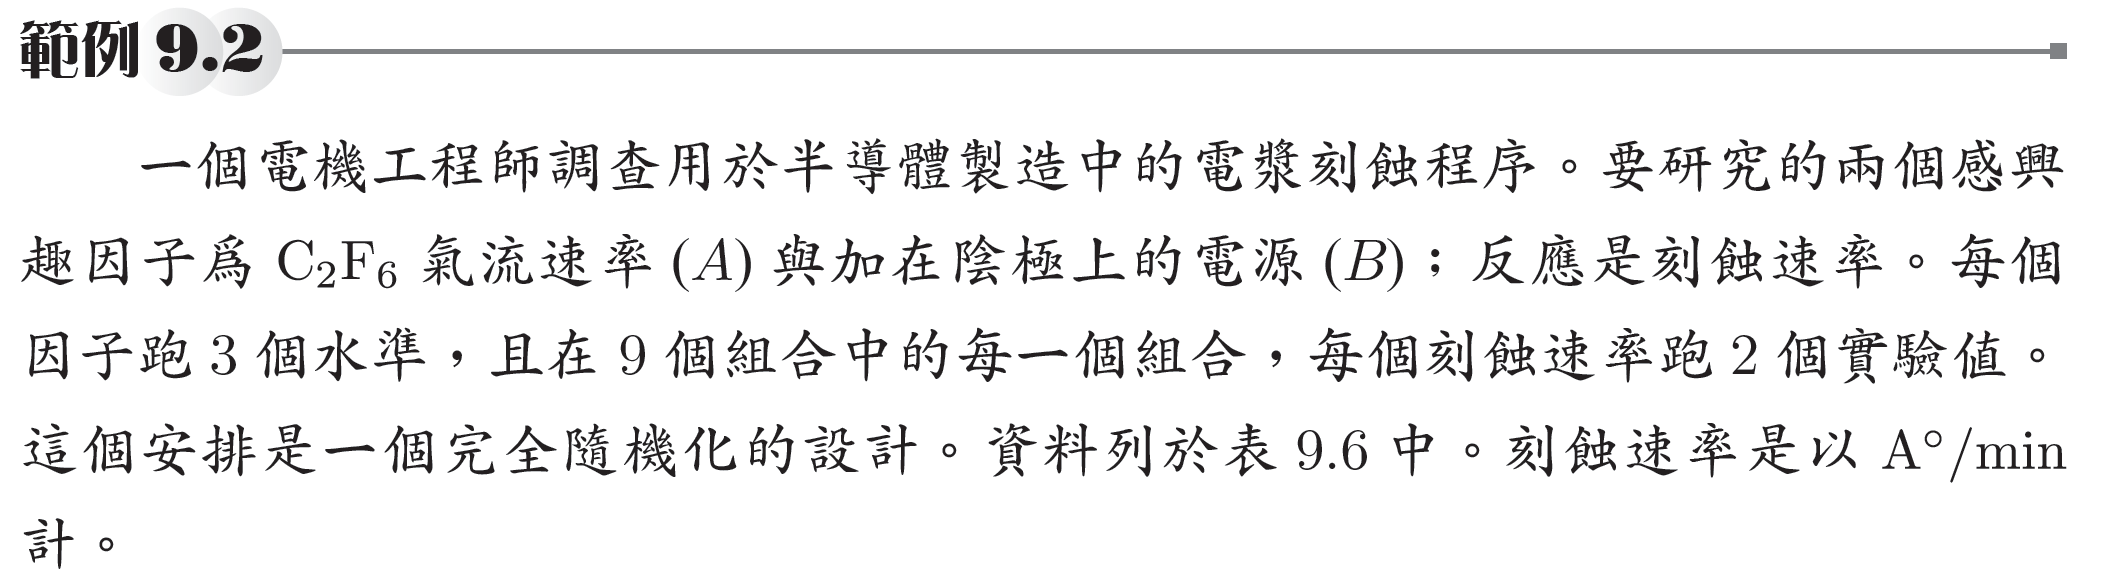 範例 9.2
一個電機工程師調查用於半導體製造中的電漿刻蝕程序。要研究的兩個感興
趣因子爲 C₂F₆ 氣流速率 (A) 與加在陰極上的電源 (B);反應是刻蝕速率。每個
因子跑 3 個水準,且在 9 個組合中的每一個組合,每個刻蝕速率跑 2 個實驗值。
這個安排是一個完全隨機化的設計。資料列於表 9.6 中。刻蝕速率是以 A°/min
計。